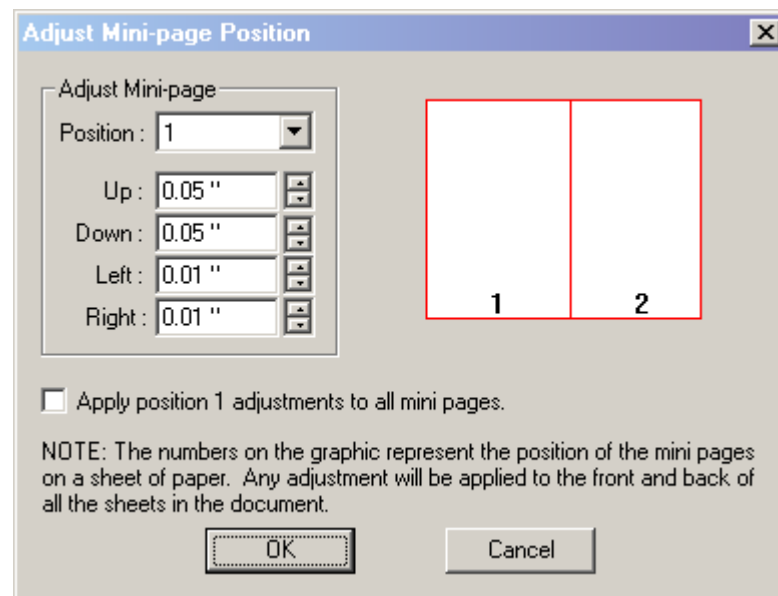 Adjust Mini-page Position
Adjust Mini-page
Position : 1
Up : 0.05 "
Down : 0.05 "
Left : 0.01 "
Right : 0.01 "
1 2
Apply position 1 adjustments to all mini pages.
NOTE: The numbers on the graphic represent the position of the mini pages
on a sheet of paper.  Any adjustment will be applied to the front and back of
all the sheets in the document.
OK Cancel